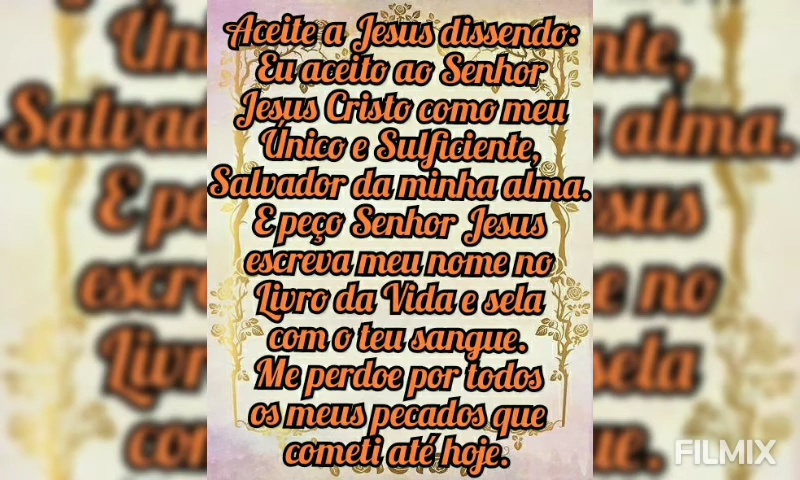 Aceite a Jesus dissendo:
Eu aceito ao Senhor
Jesus Cristo como meu
Único e Sulficiente,
Salvador da minha alma.
E peço Senhor Jesus
escreva meu nome no
Livro da Vida e sela
com o teu sangue.
Me perdoe por todos
os meus pecados que
cometi até hoje.
FILMIX